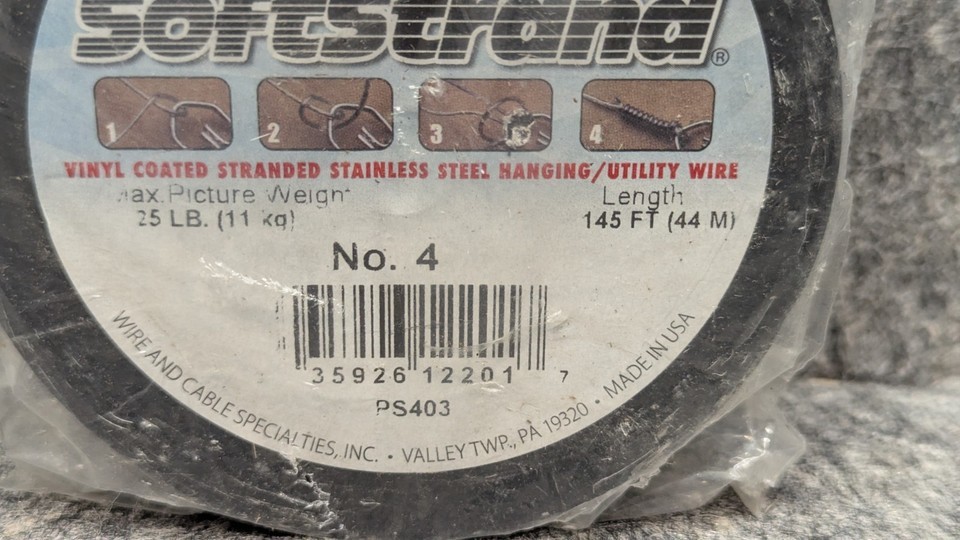 SoftStrand®
1 2 3 4
VINYL COATED STRANDED STAINLESS STEEL HANGING/UTILITY WIRE
Max. Picture Weight Length
25 LB. (11 kg) 145 FT (44 M)
No. 4
35926 12201 7
PS403
WIRE AND CABLE SPECIALTIES, INC. • VALLEY TWP., PA 19320 • MADE IN USA